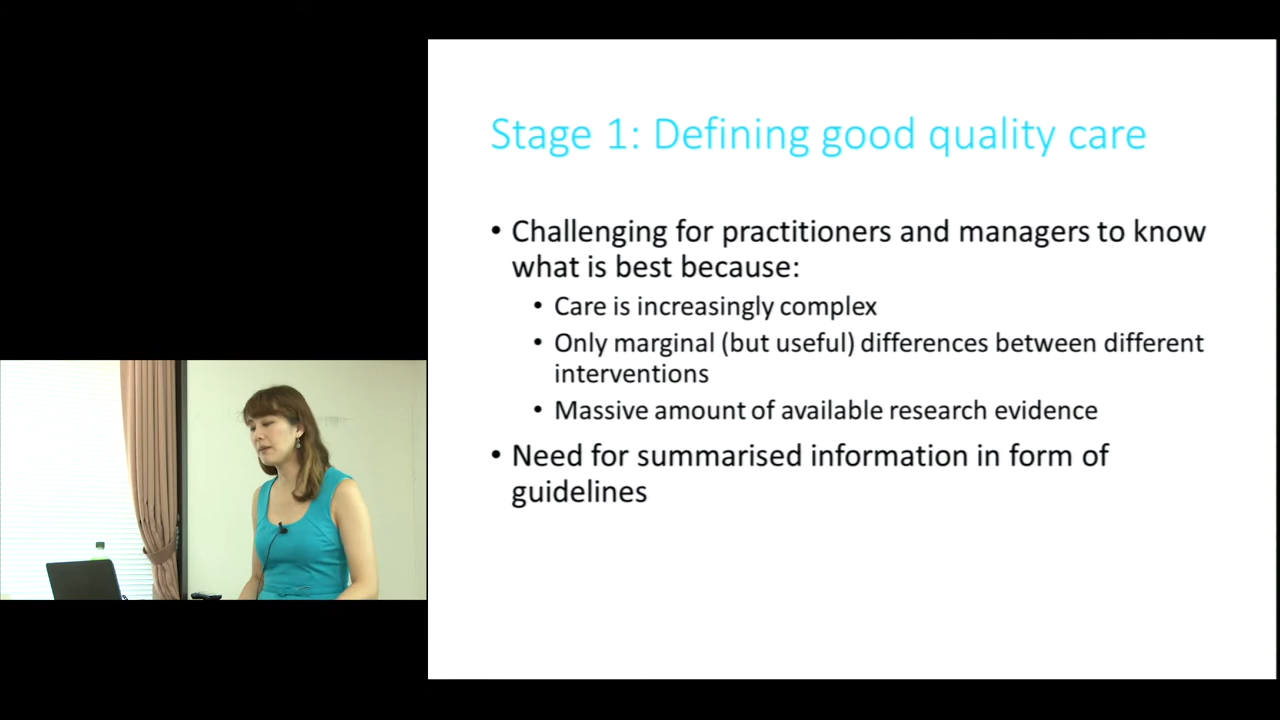 Stage 1: Defining good quality care
• Challenging for practitioners and managers to know
what is best because:
• Care is increasingly complex
• Only marginal (but useful) differences between different
interventions
• Massive amount of available research evidence
• Need for summarised information in form of
guidelines